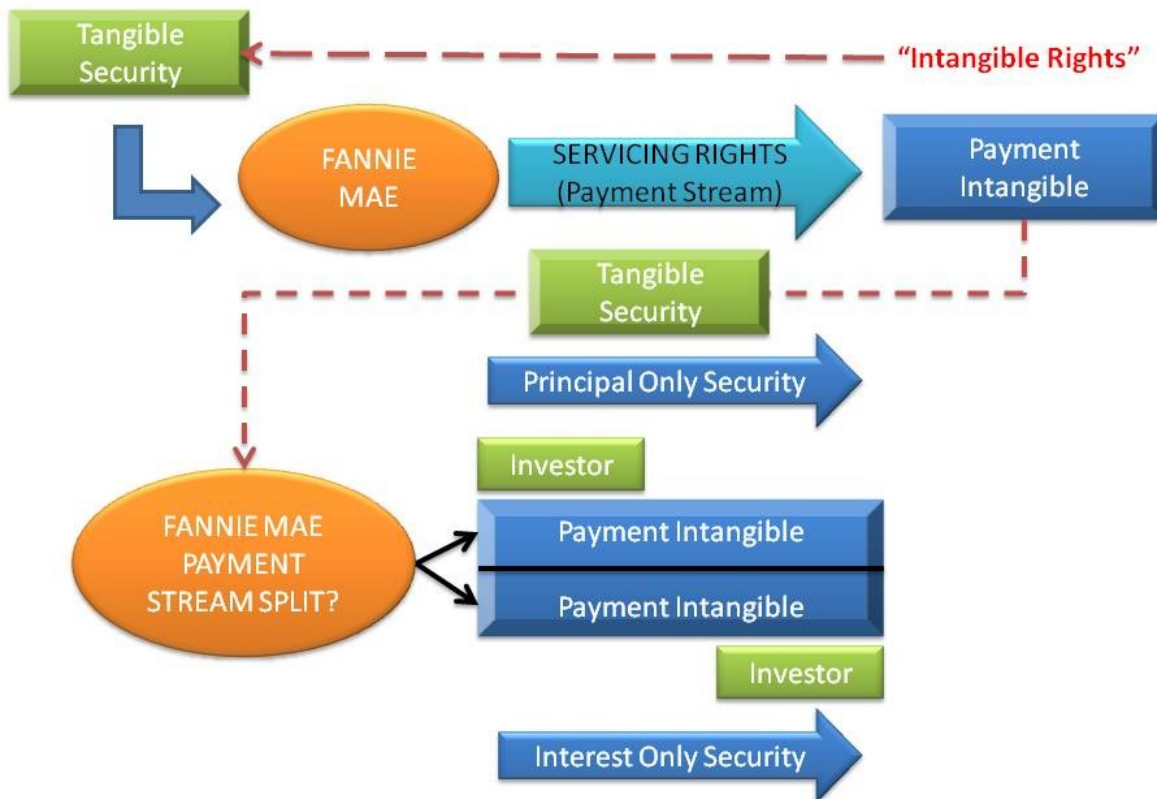 Tangible
Security
“Intangible Rights”
FANNIE
MAE
SERVICING RIGHTS
(Payment Stream)
Payment
Intangible
Tangible
Security
Principal Only Security
Investor
FANNIE MAE
PAYMENT
STREAM SPLIT?
Payment Intangible
Payment Intangible
Investor
Interest Only Security